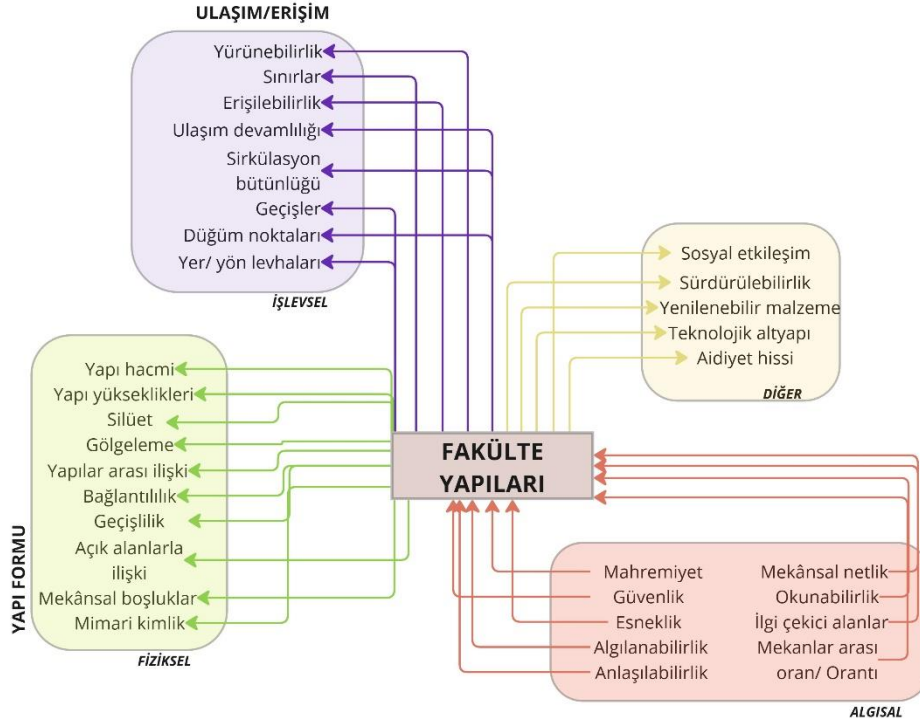 ULAŞIM/ERİŞİM
Yürünebilirlik
Sınırlar
Erişilebilirlik
Ulaşım devamlılığı
Sirkülasyon
bütünlüğü
Geçişler
Düğüm noktaları
Yer/ yön levhaları
İŞLEVSEL
Sosyal etkileşim
Sürdürülebilirlik
Yenilenebilir malzeme
Teknolojik altyapı
Aidiyet hissi
DİĞER
YAPI FORMU
Yapı hacmi
Yapı yükseklikleri
Silüet
Gölgeleme
Yapılar arası ilişki
Bağlantılılık
Geçişlilik
Açık alanlarla
ilişki
Mekânsal boşluklar
Mimari kimlik
FİZİKSEL
FAKÜLTE
YAPILARI
Mahremiyet
Güvenlik
Esneklik
Algılanabilirlik
Anlaşılabilirlik
Mekânsal netlik
Okunabilirlik
İlgi çekici alanlar
Mekanlar arası
oran/ Orantı
ALGISAL